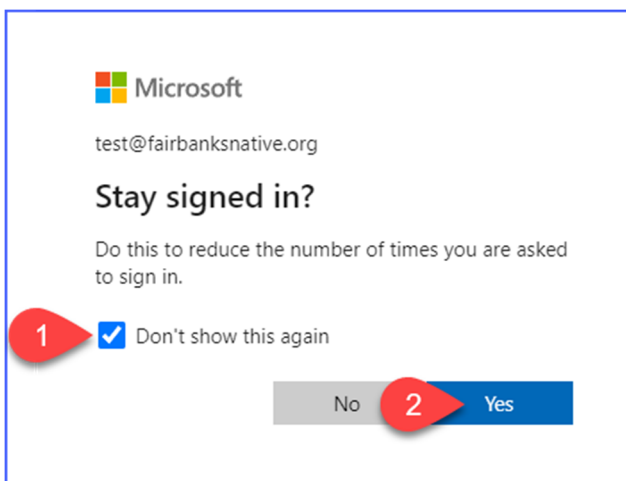 Microsoft
test@fairbanksnative.org
Stay signed in?
Do this to reduce the number of times you are asked
to sign in.
1 Don't show this again
No 2 Yes